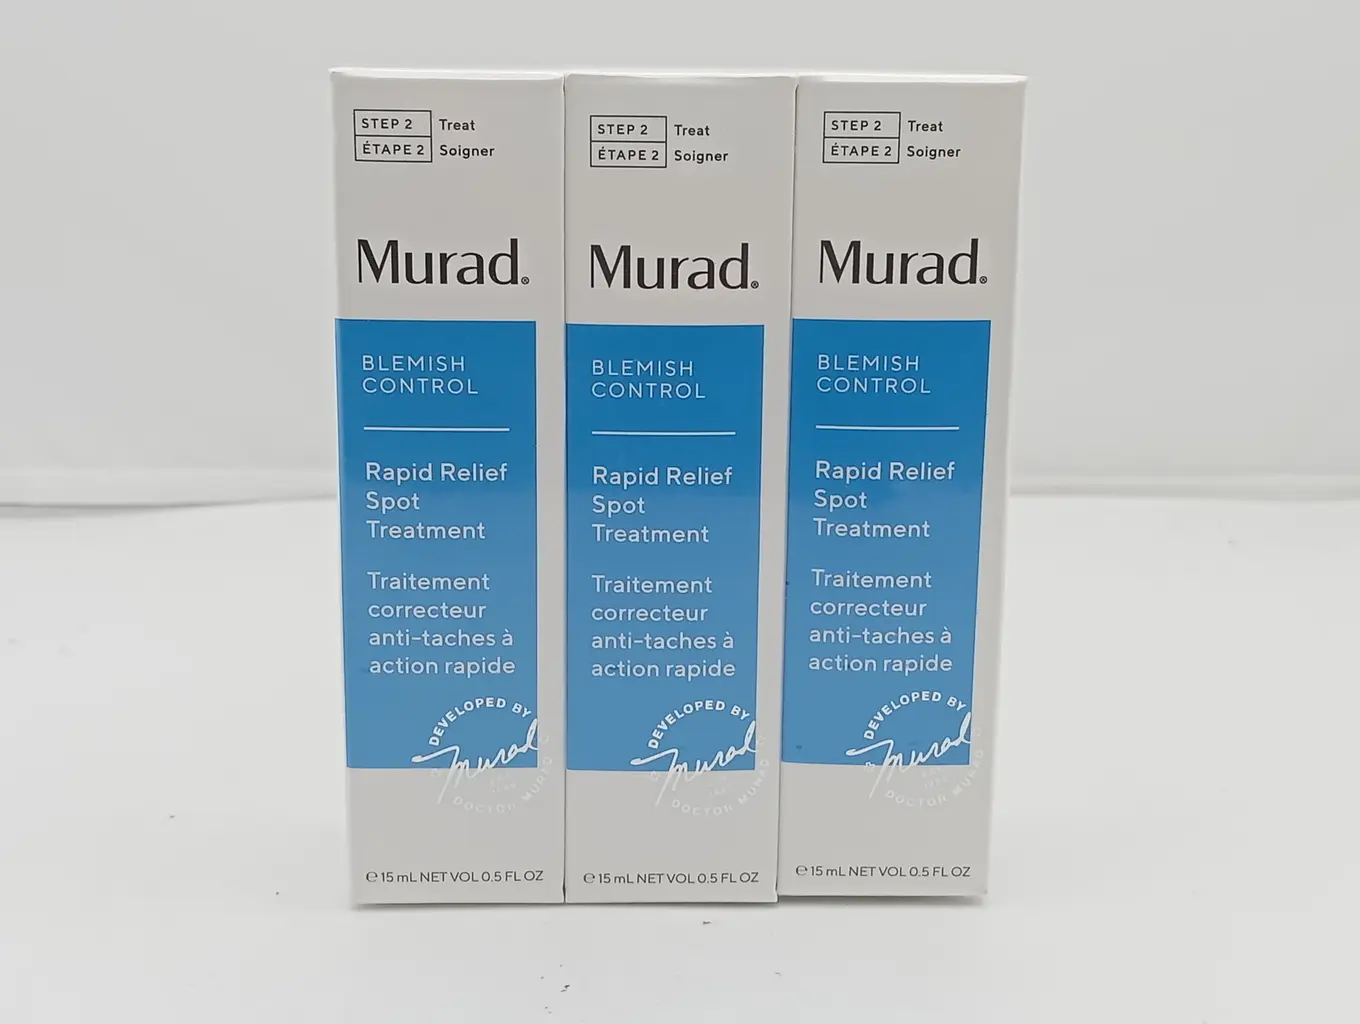 STEP 2 Treat
ÉTAPE 2 Soigner
Murad®
BLEMISH
CONTROL
Rapid Relief
Spot
Treatment
Traitement
correcteur
anti-taches à
action rapide
DEVELOPED BY
Murad
DOCTOR MURAD
℮ 15 mL NET VOL 0.5 FL OZ
STEP 2 Treat
ÉTAPE 2 Soigner
Murad®
BLEMISH
CONTROL
Rapid Relief
Spot
Treatment
Traitement
correcteur
anti-taches à
action rapide
DEVELOPED BY
Murad
DOCTOR MURAD
℮ 15 mL NET VOL 0.5 FL OZ
STEP 2 Treat
ÉTAPE 2 Soigner
Murad®
BLEMISH
CONTROL
Rapid Relief
Spot
Treatment
Traitement
correcteur
anti-taches à
action rapide
DEVELOPED BY
Murad
DOCTOR MURAD
℮ 15 mL NET VOL 0.5 FL OZ